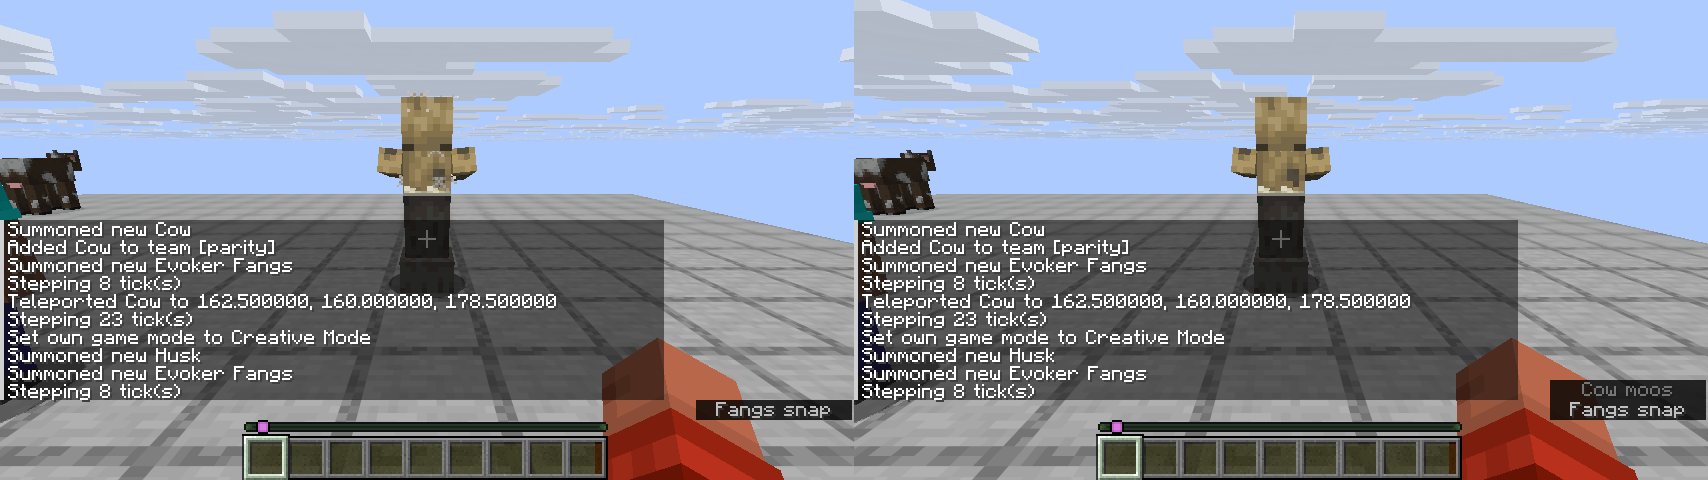 Summoned new Cow
Added Cow to team [parity]
Summoned new Evoker Fangs
Stepping 8 tick(s)
Teleported Cow to 162.500000, 160.000000, 178.500000
Stepping 23 tick(s)
Set own game mode to Creative Mode
Summoned new Husk
Summoned new Evoker Fangs
Stepping 8 tick(s)
Fangs snap
Summoned new Cow
Added Cow to team [parity]
Summoned new Evoker Fangs
Stepping 8 tick(s)
Teleported Cow to 162.500000, 160.000000, 178.500000
Stepping 23 tick(s)
Set own game mode to Creative Mode
Summoned new Husk
Summoned new Evoker Fangs
Stepping 8 tick(s)
Cow moos
Fangs snap